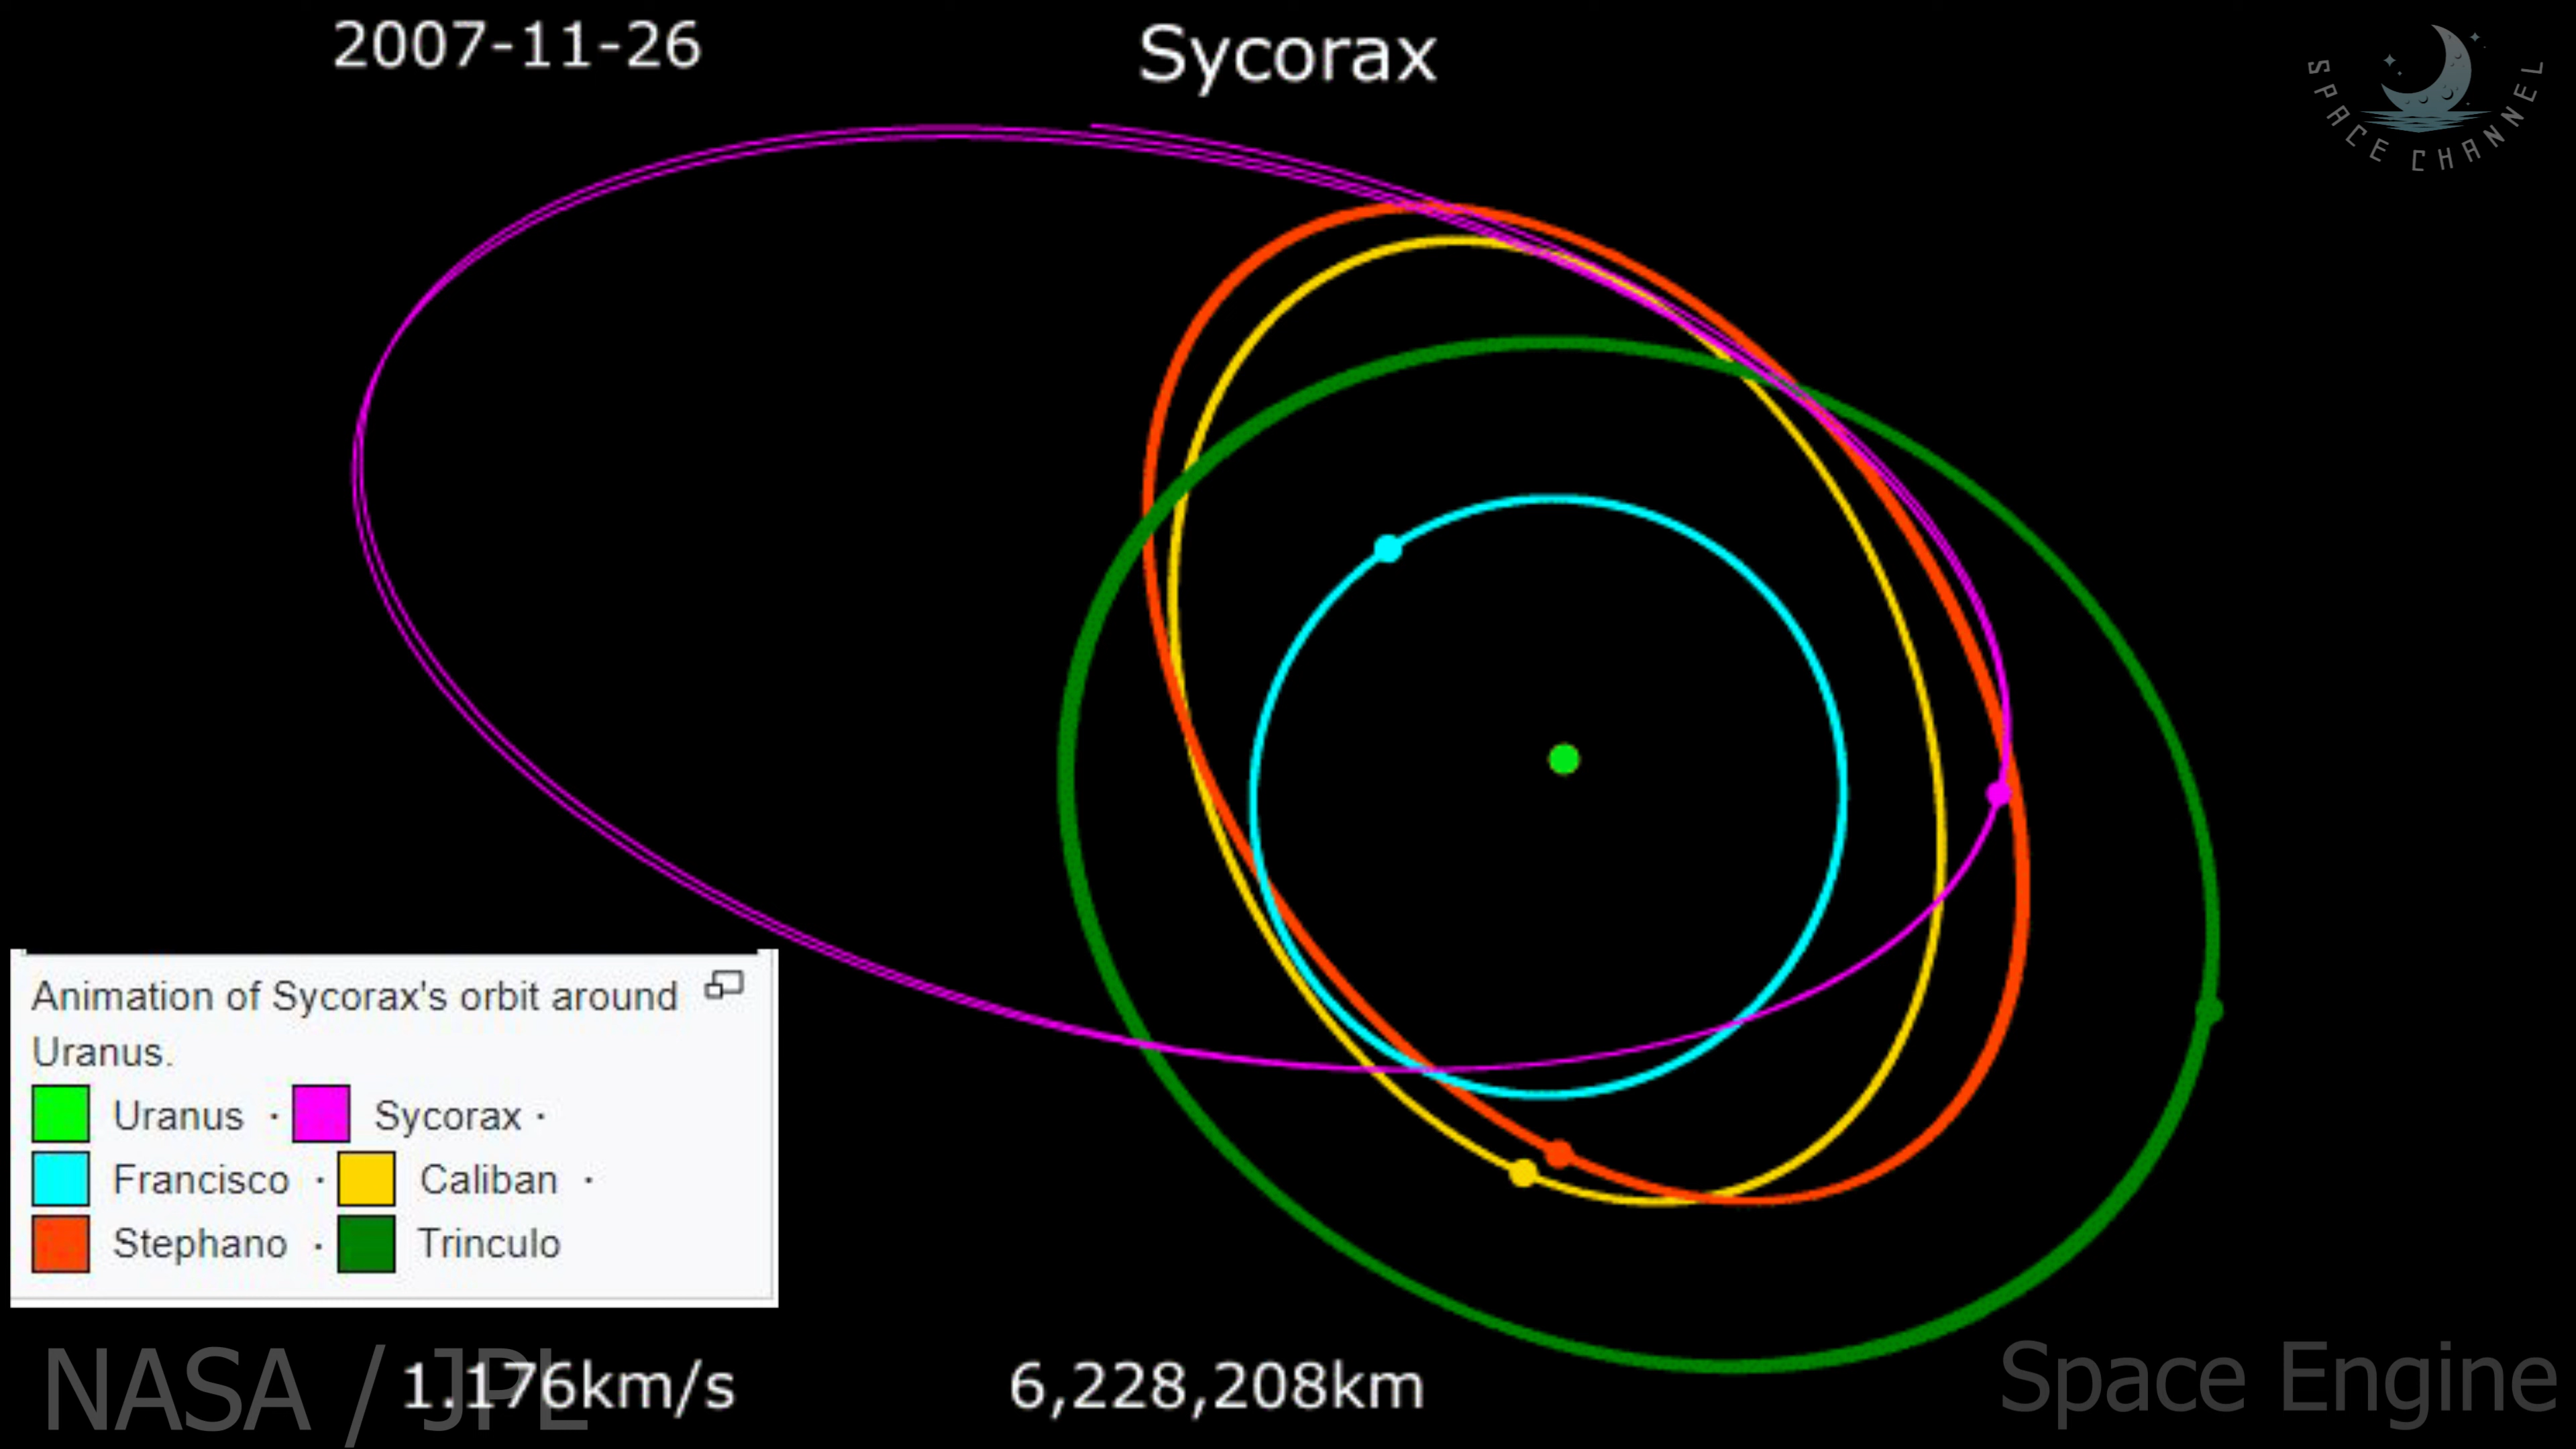 2007-11-26
Sycorax
SPACE CHANNEL
Animation of Sycorax's orbit around
Uranus.
Uranus · Sycorax ·
Francisco · Caliban ·
Stephano · Trinculo
NASA / JPL
1.176km/s
6,228,208km
Space Engine